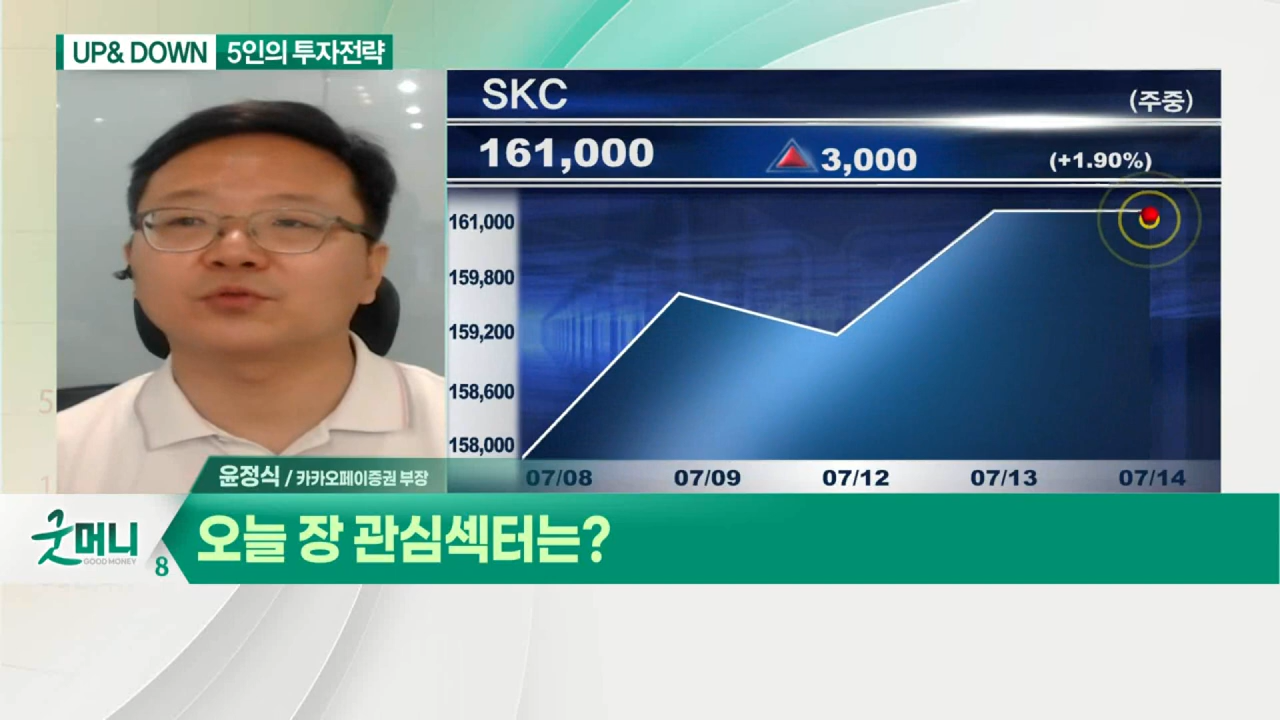 UP& DOWN 5인의 투자전략
SKC
(주중)
161,000 3,000 (+1.90%)
161,000
159,800
159,200
158,600
158,000
07/08 07/09 07/12 07/13 07/14
윤정식 / 카카오페이증권 부장
굿머니
GOOD MONEY
8
오늘 장 관심섹터는?
5
1